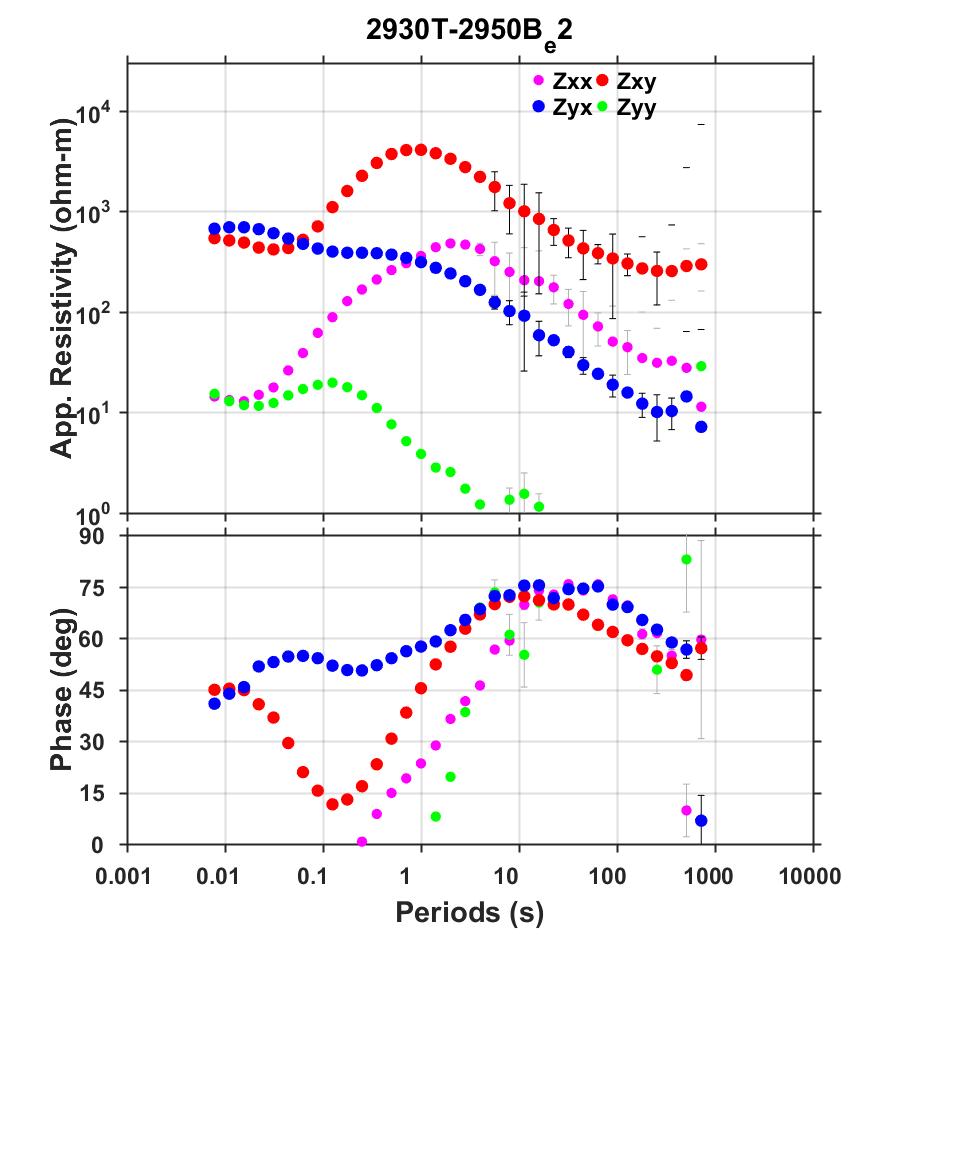 2930T-2950Be2
Zxx Zxy
Zyx Zyy
App. Resistivity (ohm-m)
10^4
10^3
10^2
10^1
10^0
Phase (deg)
90
75
60
45
30
15
0
0.001 0.01 0.1 1 10 100 1000 10000
Periods (s)